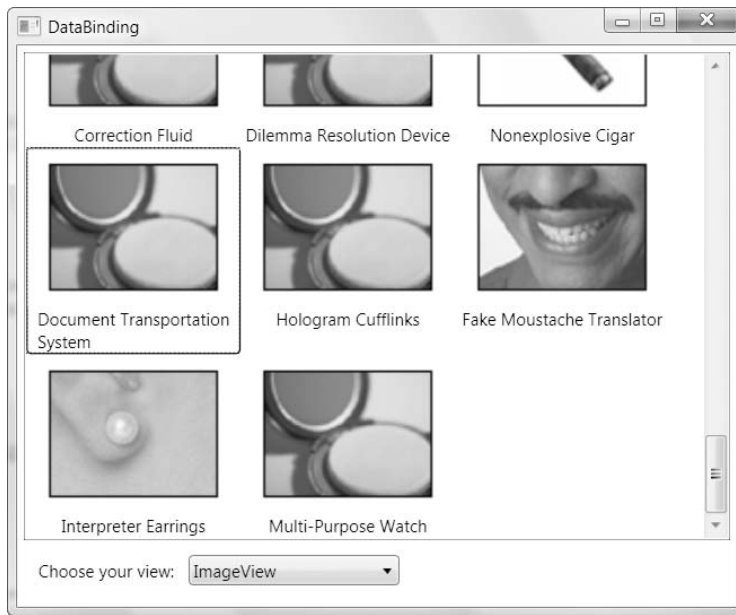 DataBinding
Correction Fluid
Dilemma Resolution Device
Nonexplosive Cigar
Document Transportation
System
Hologram Cufflinks
Fake Moustache Translator
Interpreter Earrings
Multi-Purpose Watch
Choose your view: ImageView